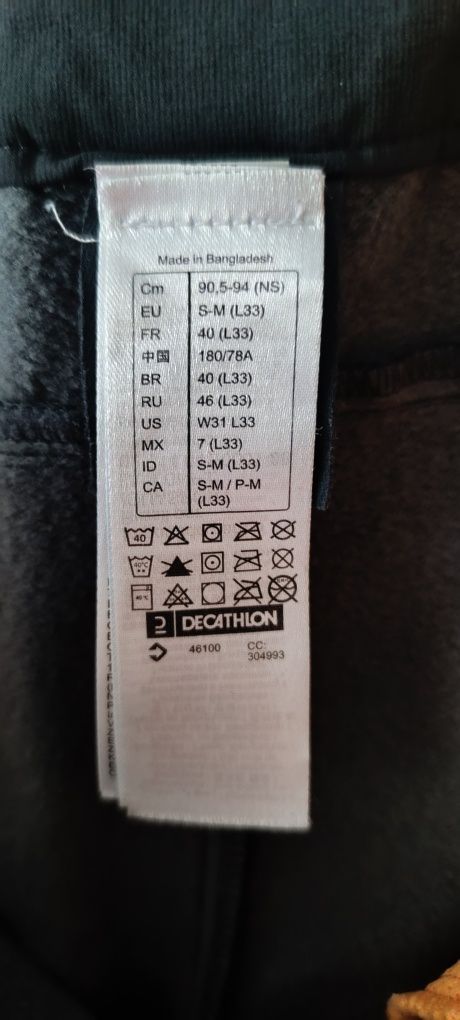 Made in Bangladesh
Cm 90,5-94 (NS)
EU S-M (L33)
FR 40 (L33)
中国 180/78A
BR 40 (L33)
RU 46 (L33)
US W31 L33
MX 7 (L33)
ID S-M (L33)
CA S-M / P-M
(L33)
40
40°C
40°C
DECATHLON
46100 CC:
304993